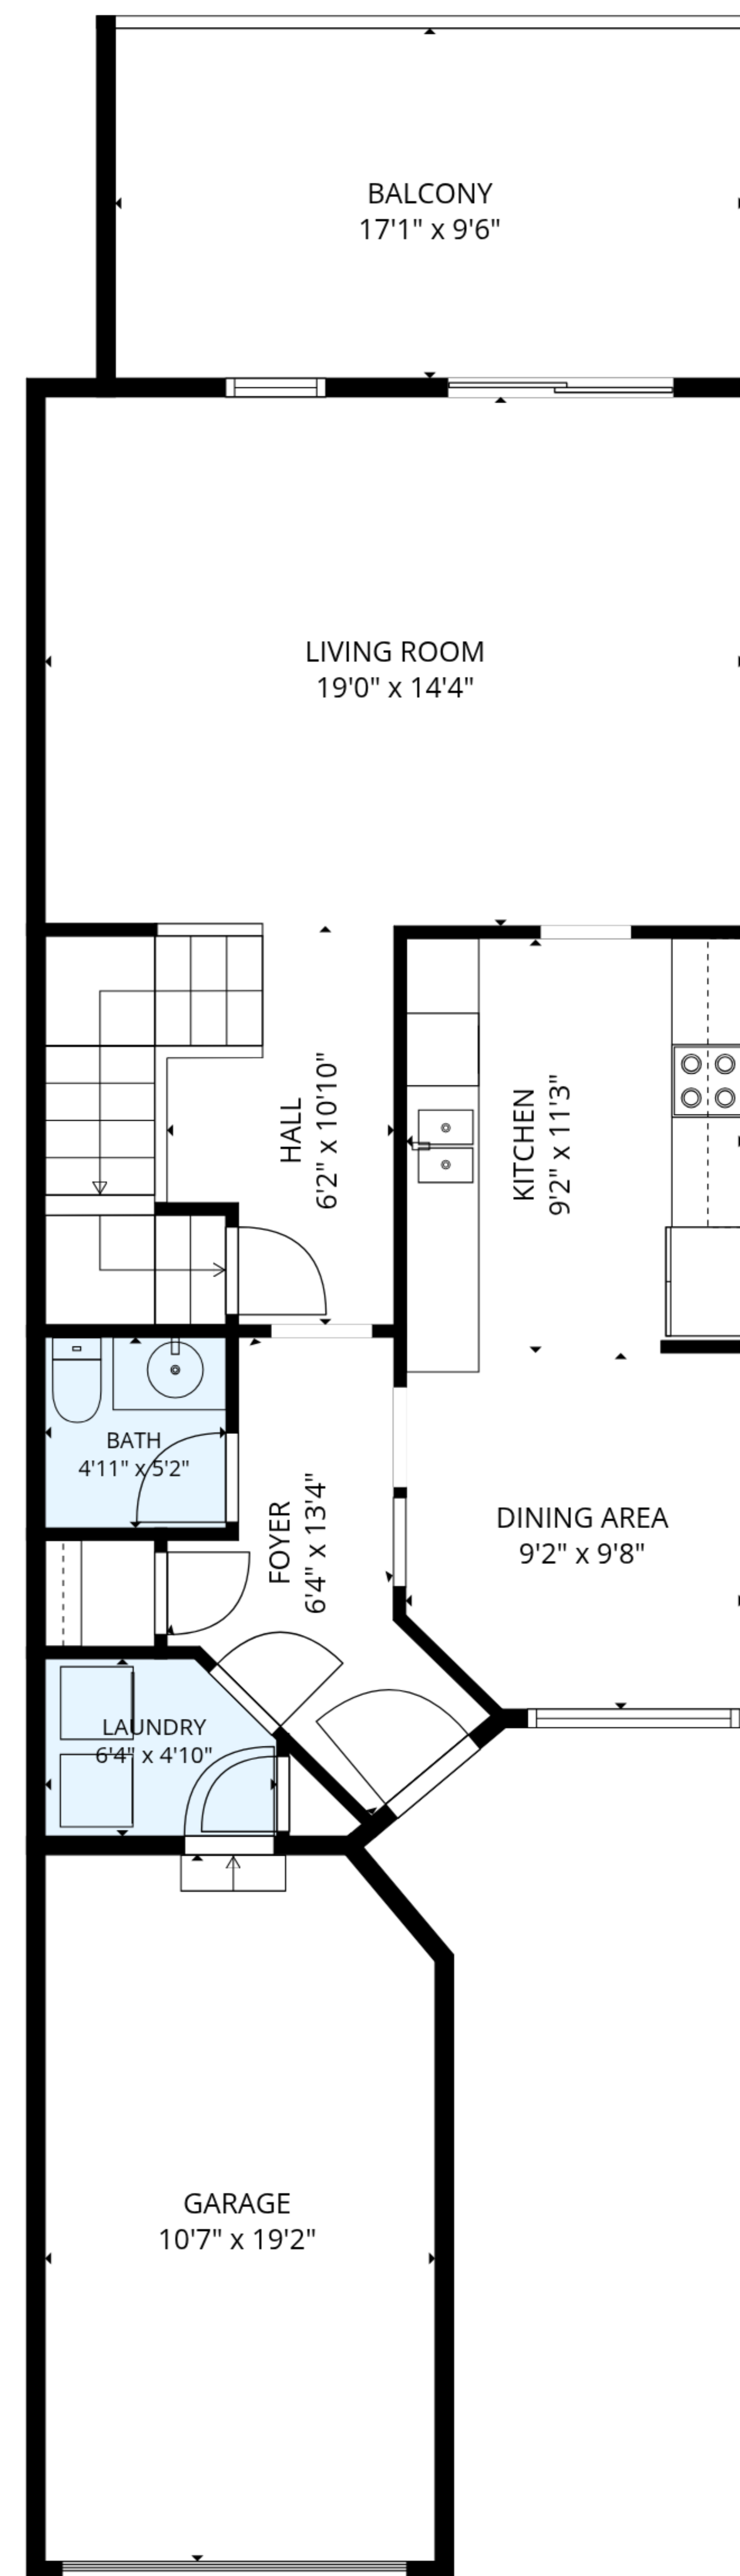 BALCONY
17'1" x 9'6"
LIVING ROOM
19'0" x 14'4"
HALL
6'2" x 10'10"
KITCHEN
9'2" x 11'3"
BATH
4'11" x 5'2"
FOYER
6'4" x 13'4"
DINING AREA
9'2" x 9'8"
LAUNDRY
6'4" x 4'10"
GARAGE
10'7" x 19'2"